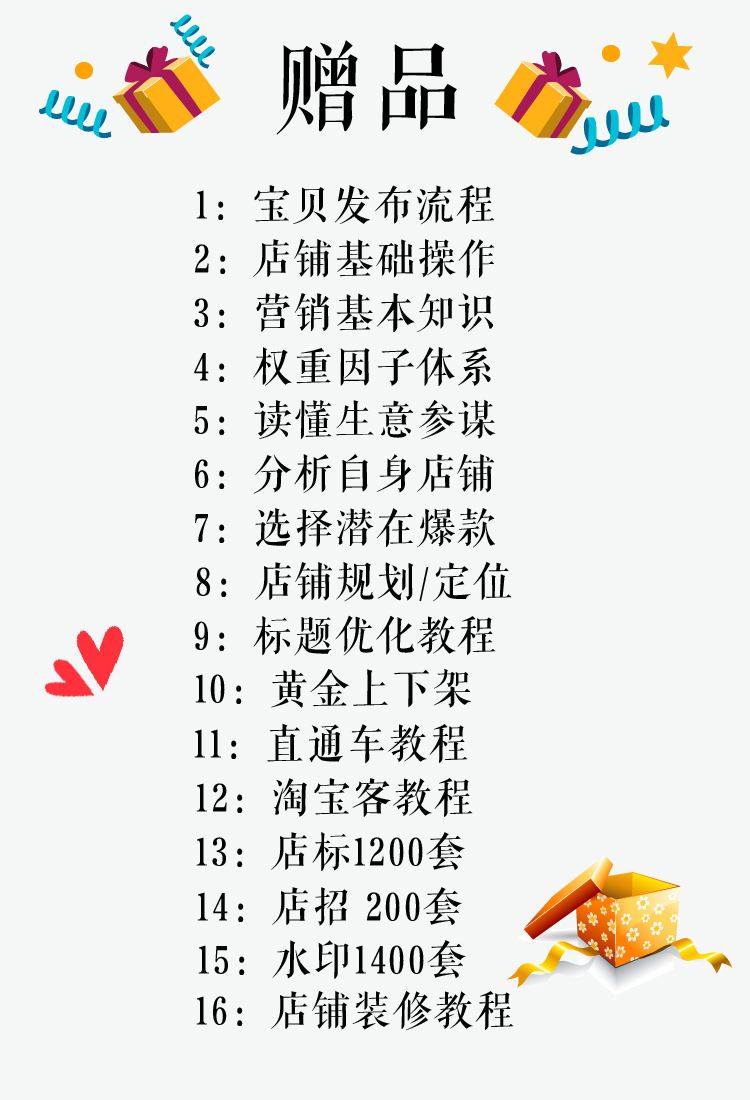 赠品
1：宝贝发布流程
2：店铺基础操作
3：营销基本知识
4：权重因子体系
5：读懂生意参谋
6：分析自身店铺
7：选择潜在爆款
8：店铺规划/定位
9：标题优化教程
10：黄金上下架
11：直通车教程
12：淘宝客教程
13：店标1200套
14：店招 200套
15：水印1400套
16：店铺装修教程